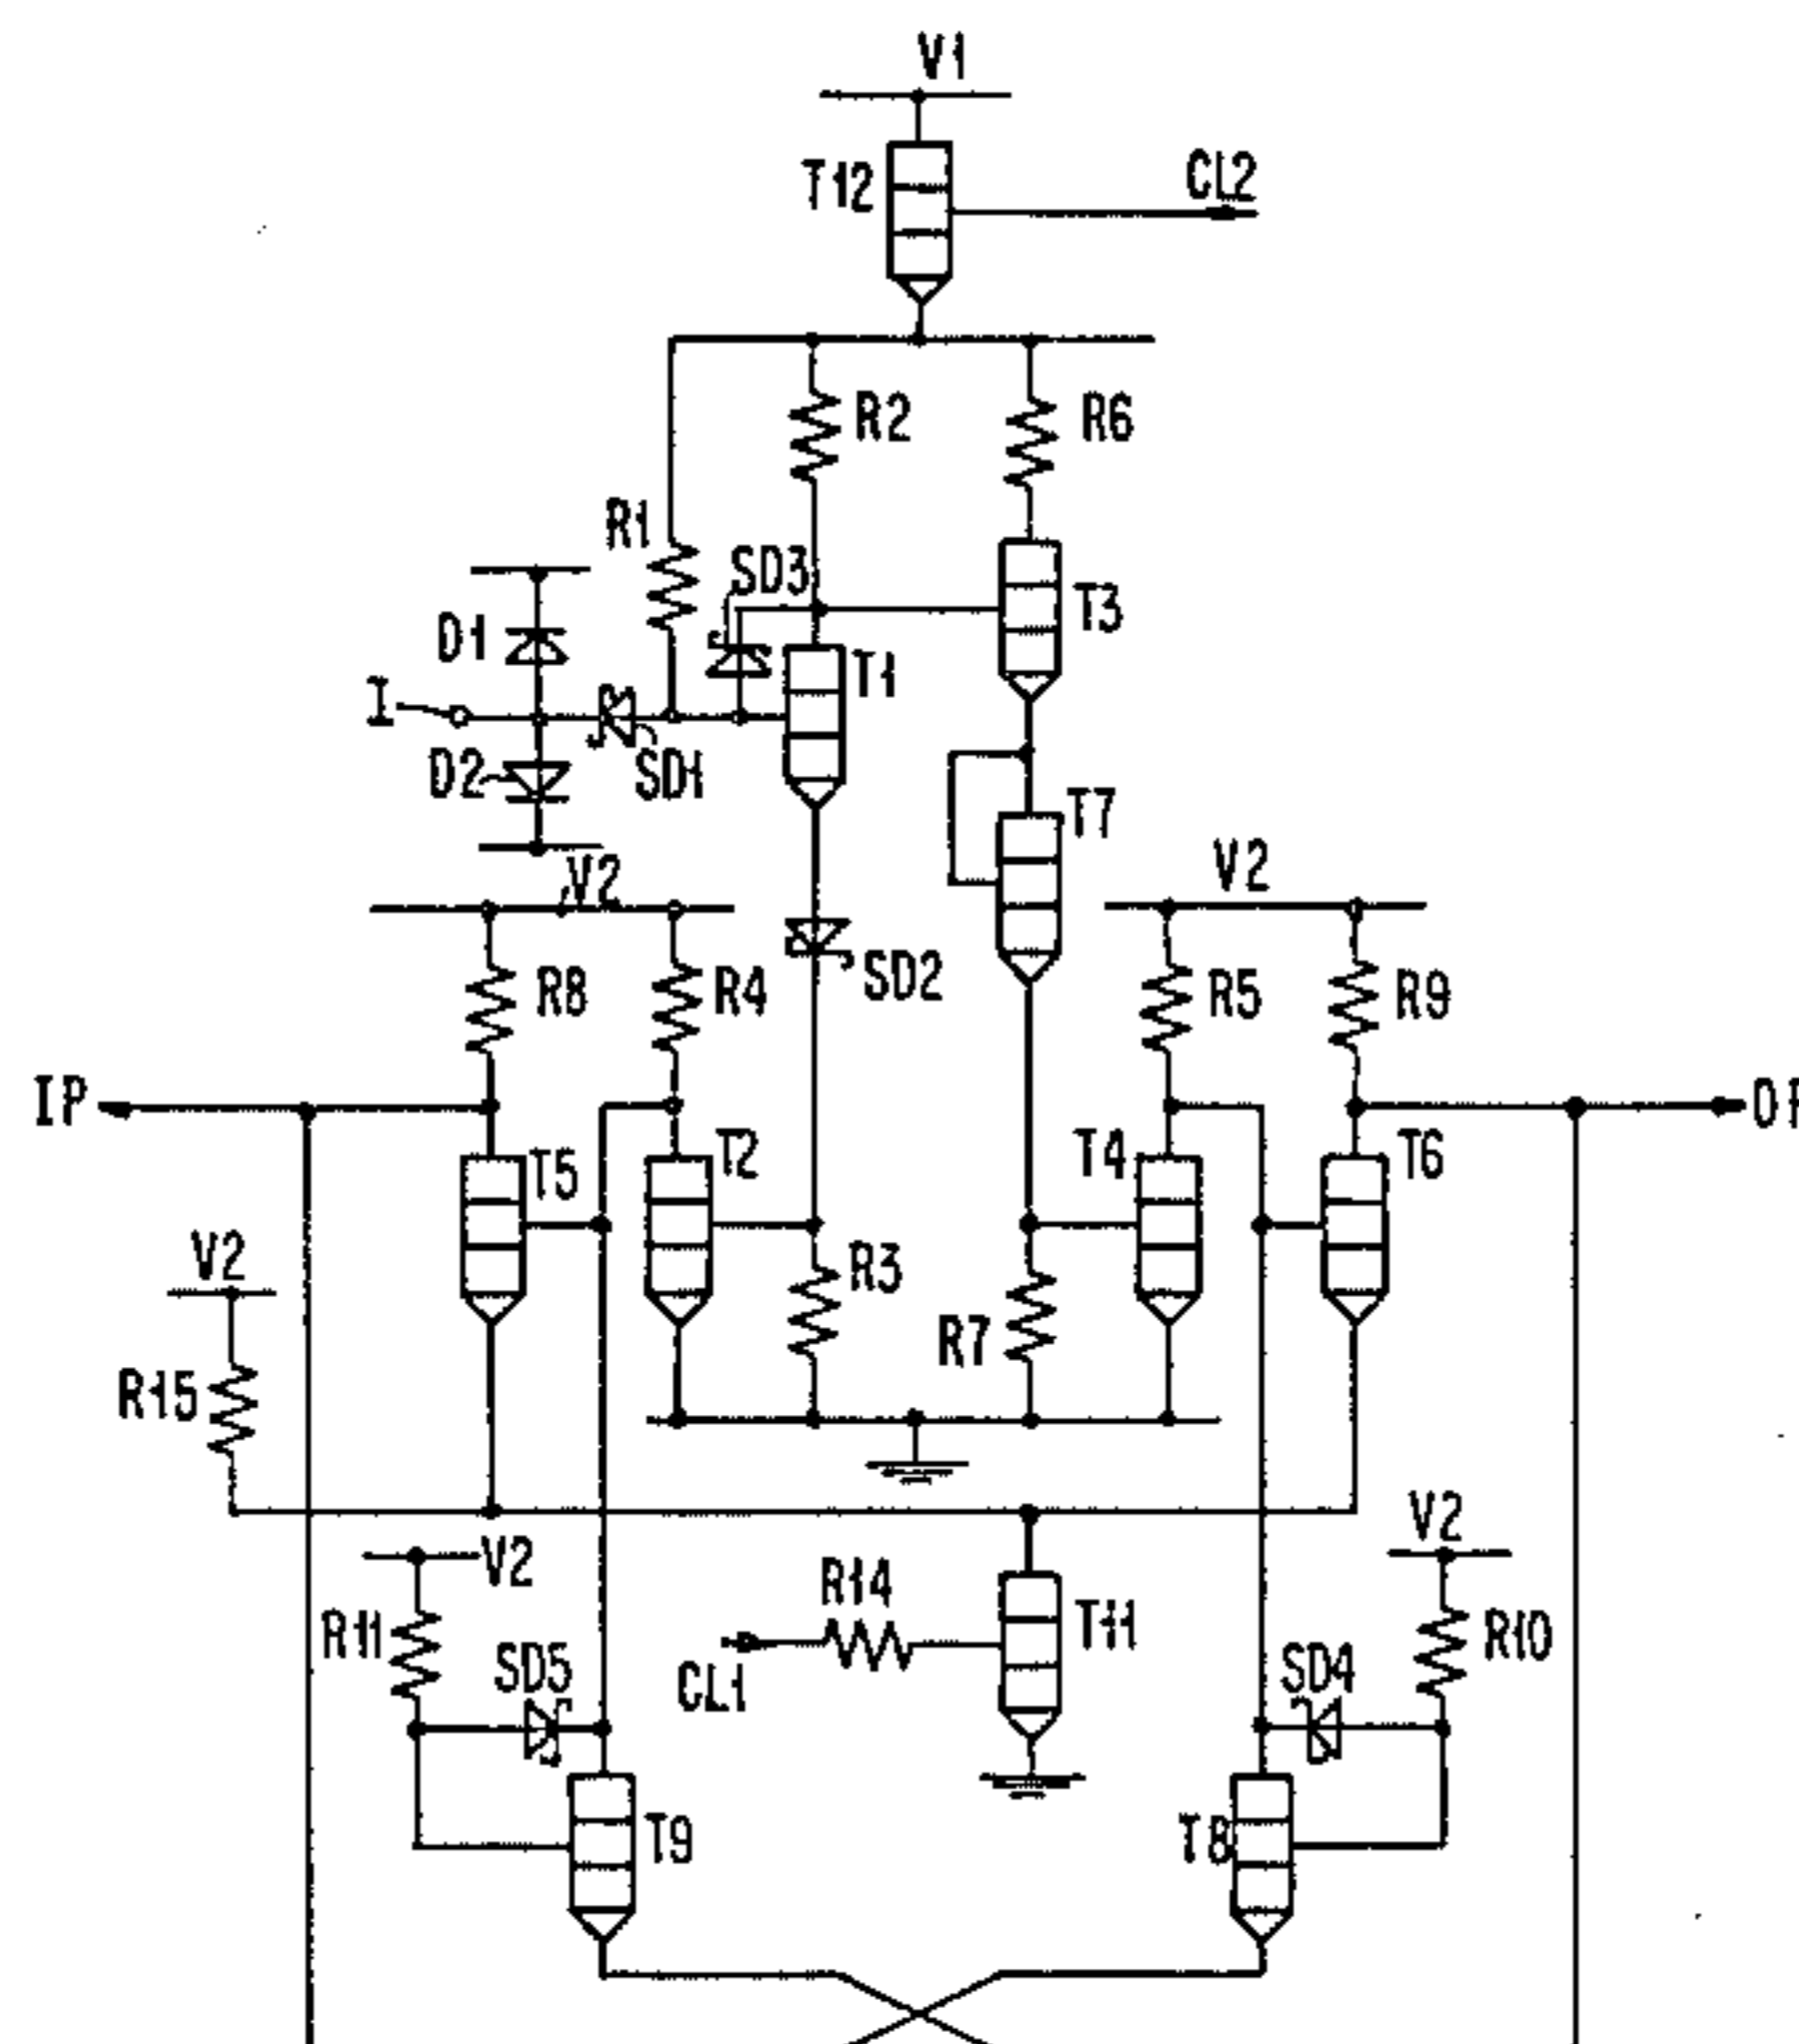 V1
T12
CL2
R2
R6
R1
SD3
T3
D1
T1
I
D2
SD1
T7
V2
V2
R8
R4
SD2
R5
R9
IP
T5
T2
T4
T6
V2
R3
R7
R15
V2
V2
R14
R11
T11
R10
SD5
CL1
SD4
T9
T8